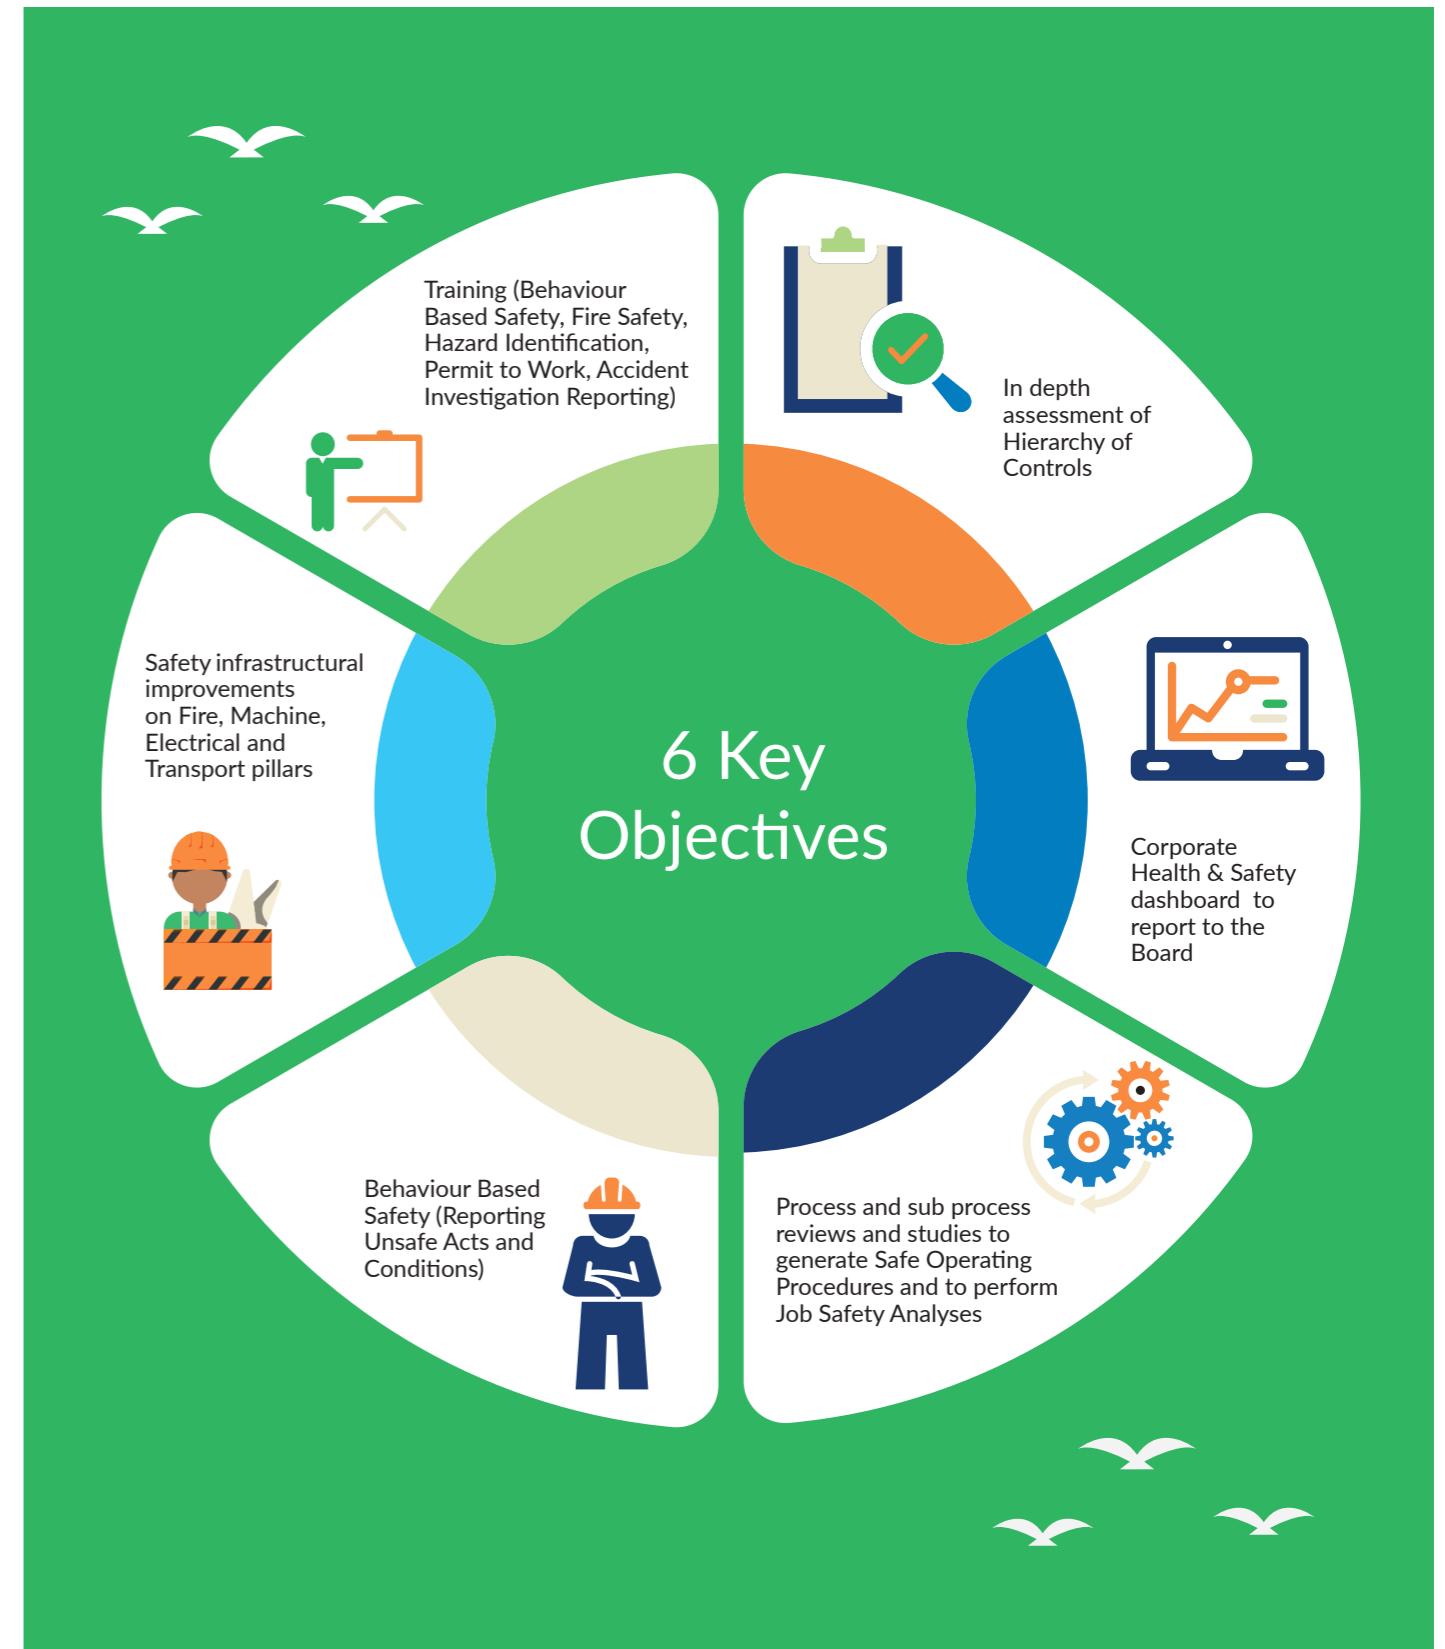 Training (Behaviour
Based Safety, Fire Safety,
Hazard Identification,
Permit to Work, Accident
Investigation Reporting)
In depth
assessment of
Hierarchy of
Controls
Safety infrastructural
improvements
on Fire, Machine,
Electrical and
Transport pillars
6 Key
Objectives
Corporate
Health & Safety
dashboard to
report to the
Board
Behaviour Based
Safety (Reporting
Unsafe Acts and
Conditions)
Process and sub process
reviews and studies to
generate Safe Operating
Procedures and to perform
Job Safety Analyses